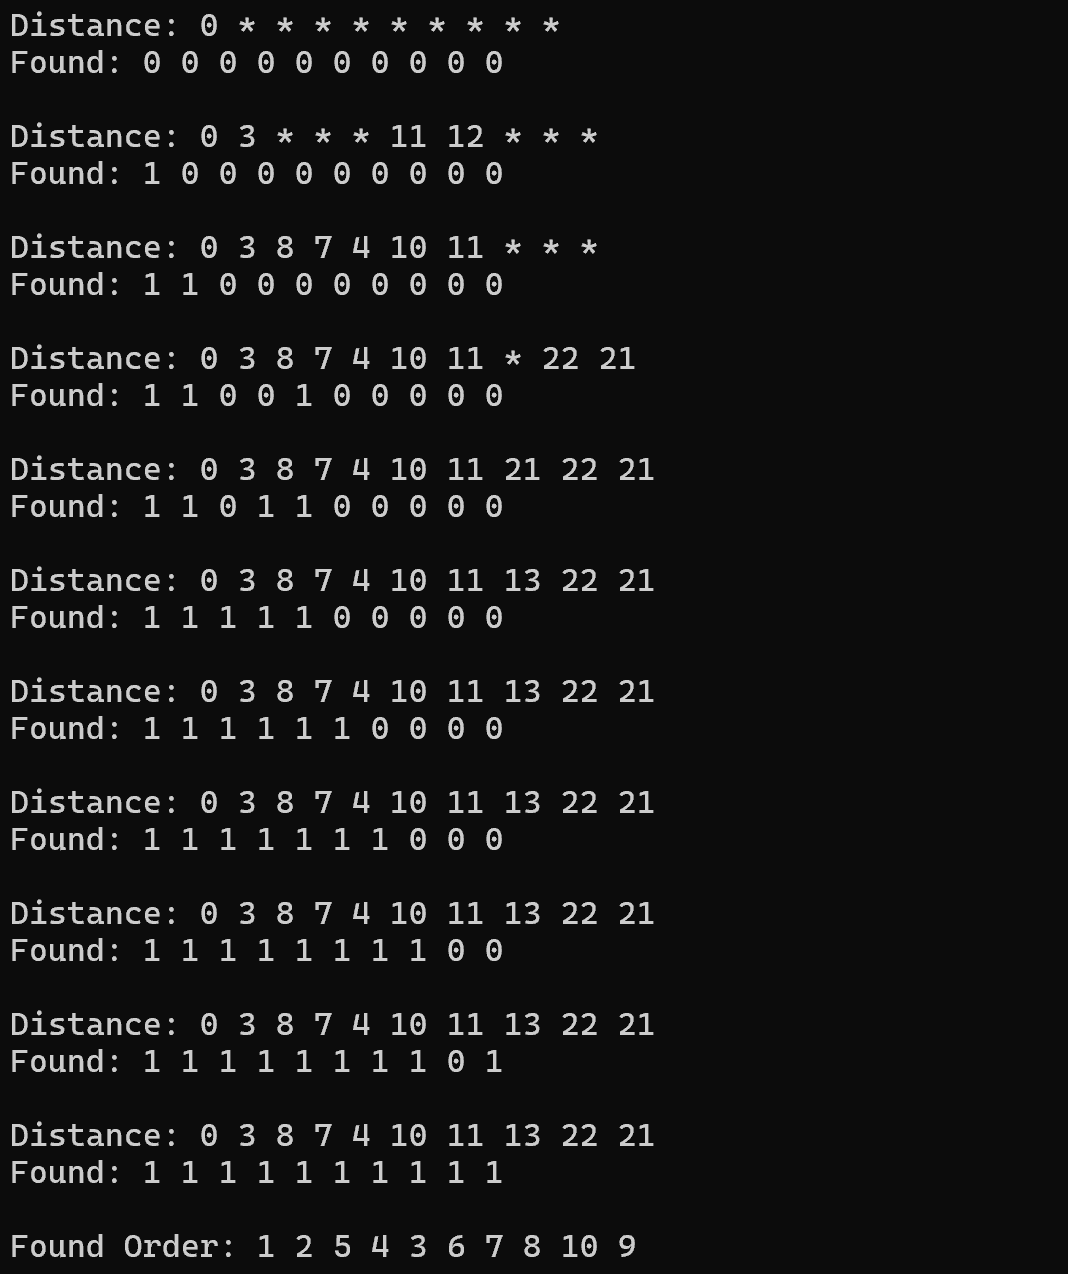 Distance: 0 * * * * * * * * *
Found: 0 0 0 0 0 0 0 0 0 0
Distance: 0 3 * * * 11 12 * * *
Found: 1 0 0 0 0 0 0 0 0 0
Distance: 0 3 8 7 4 10 11 * * *
Found: 1 1 0 0 0 0 0 0 0 0
Distance: 0 3 8 7 4 10 11 * 22 21
Found: 1 1 0 0 1 0 0 0 0 0
Distance: 0 3 8 7 4 10 11 21 22 21
Found: 1 1 0 1 1 0 0 0 0 0
Distance: 0 3 8 7 4 10 11 13 22 21
Found: 1 1 1 1 1 0 0 0 0 0
Distance: 0 3 8 7 4 10 11 13 22 21
Found: 1 1 1 1 1 1 0 0 0 0
Distance: 0 3 8 7 4 10 11 13 22 21
Found: 1 1 1 1 1 1 1 0 0 0
Distance: 0 3 8 7 4 10 11 13 22 21
Found: 1 1 1 1 1 1 1 1 0 0
Distance: 0 3 8 7 4 10 11 13 22 21
Found: 1 1 1 1 1 1 1 1 0 1
Distance: 0 3 8 7 4 10 11 13 22 21
Found: 1 1 1 1 1 1 1 1 1 1
Found Order: 1 2 5 4 3 6 7 8 10 9